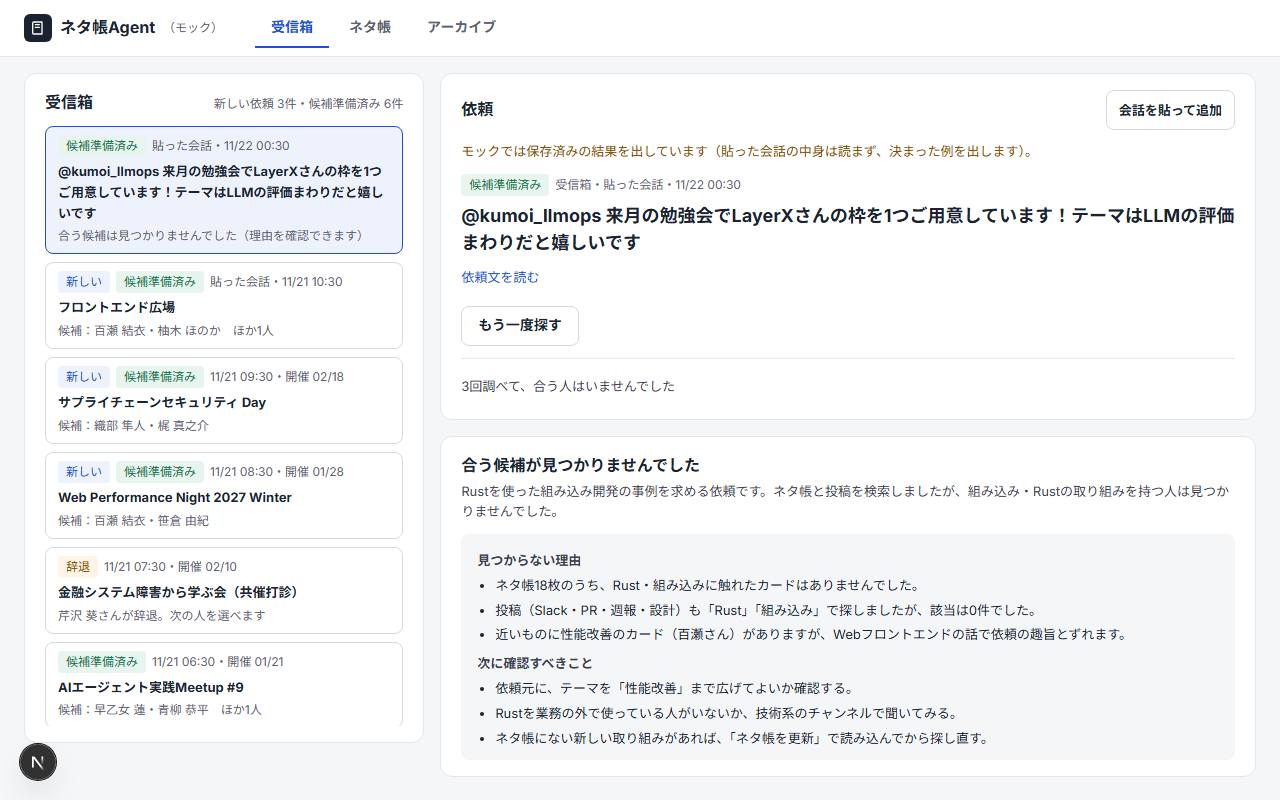 ネタ帳Agent （モック） 受信箱 ネタ帳 アーカイブ
受信箱 新しい依頼 3件・候補準備済み 6件
候補準備済み 貼った会話・11/22 00:30
@kumoi_llmops 来月の勉強会でLayerXさんの枠を1つ
ご用意しています！テーマはLLMの評価まわりだと嬉し
いです
合う候補は見つかりませんでした（理由を確認できます）
新しい 候補準備済み 貼った会話・11/21 10:30
フロントエンド広場
候補：百瀬 結衣・柚木 ほのか　ほか1人
新しい 候補準備済み 11/21 09:30・開催 02/18
サプライチェーンセキュリティ Day
候補：織部 隼人・梶 真之介
新しい 候補準備済み 11/21 08:30・開催 01/28
Web Performance Night 2027 Winter
候補：百瀬 結衣・笹倉 由紀
辞退 11/21 07:30・開催 02/10
金融システム障害から学ぶ会（共催打診）
芹沢 葵さんが辞退。次の人を選べます
候補準備済み 11/21 06:30・開催 01/21
AIエージェント実践Meetup #9
候補：早乙女 蓮・青柳 恭平　ほか1人
N
依頼
会話を貼って追加
モックでは保存済みの結果を出しています（貼った会話の中身は読まず、決まった例を出します）。
候補準備済み 受信箱・貼った会話・11/22 00:30
@kumoi_llmops 来月の勉強会でLayerXさんの枠を1つご用意しています！テーマはLLMの評価
まわりだと嬉しいです
依頼文を読む
もう一度探す
3回調べて、合う人はいませんでした
合う候補が見つかりませんでした
Rustを使った組み込み開発の事例を求める依頼です。ネタ帳と投稿を検索しましたが、組み込み・Rustの取り組みを持つ人は見つか
りませんでした。
見つからない理由
• ネタ帳18枚のうち、Rust・組み込みに触れたカードはありませんでした。
• 投稿（Slack・PR・週報・設計）も「Rust」「組み込み」で探しましたが、該当は0件でした。
• 近いものに性能改善のカード（百瀬さん）がありますが、Webフロントエンドの話で依頼の趣旨とずれます。
次に確認すべきこと
• 依頼元に、テーマを「性能改善」まで広げてよいか確認する。
• Rustを業務の外で使っている人がいないか、技術系のチャンネルで聞いてみる。
• ネタ帳にない新しい取り組みがあれば、「ネタ帳を更新」で読み込んでから探し直す。